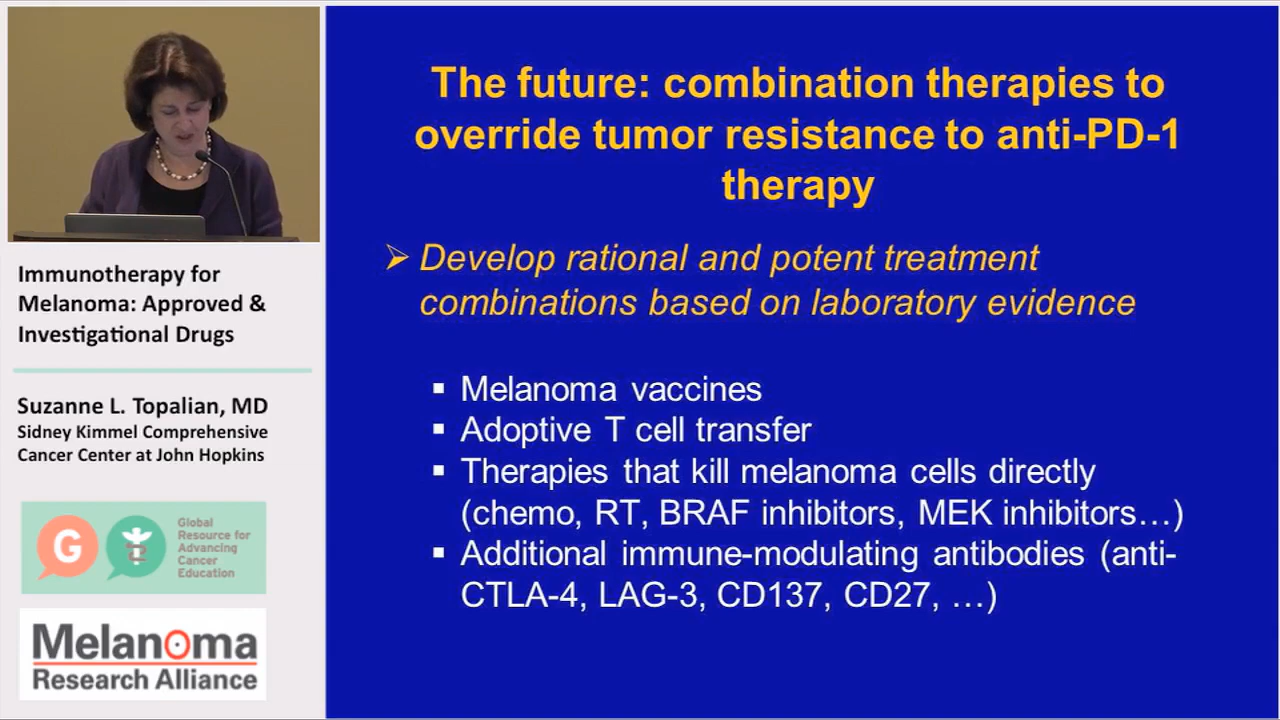 Immunotherapy for
Melanoma: Approved &
Investigational Drugs
Suzanne L. Topalian, MD
Sidney Kimmel Comprehensive
Cancer Center at John Hopkins
G
Global
Resource for
Advancing
Cancer
Education
Melanoma
Research Alliance
The future: combination therapies to
override tumor resistance to anti-PD-1
therapy
➢ Develop rational and potent treatment
combinations based on laboratory evidence
▪ Melanoma vaccines
▪ Adoptive T cell transfer
▪ Therapies that kill melanoma cells directly
(chemo, RT, BRAF inhibitors, MEK inhibitors…)
▪ Additional immune-modulating antibodies (anti-
CTLA-4, LAG-3, CD137, CD27, …)